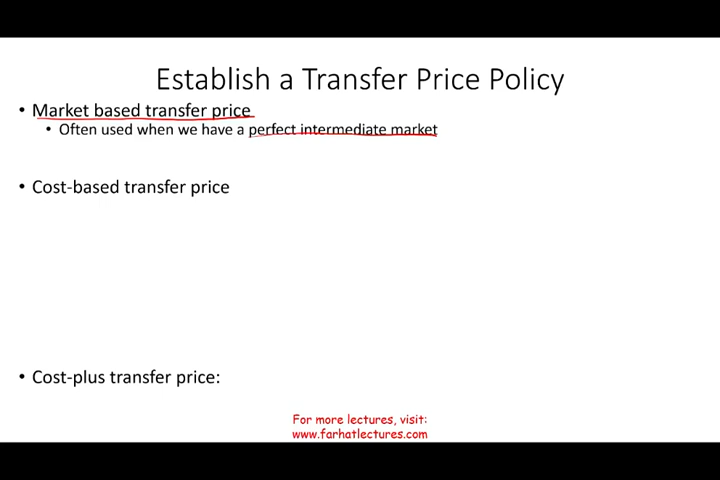 Establish a Transfer Price Policy
• Market based transfer price
• Often used when we have a perfect intermediate market
• Cost-based transfer price
• Cost-plus transfer price:
For more lectures, visit:
www.farhatlectures.com